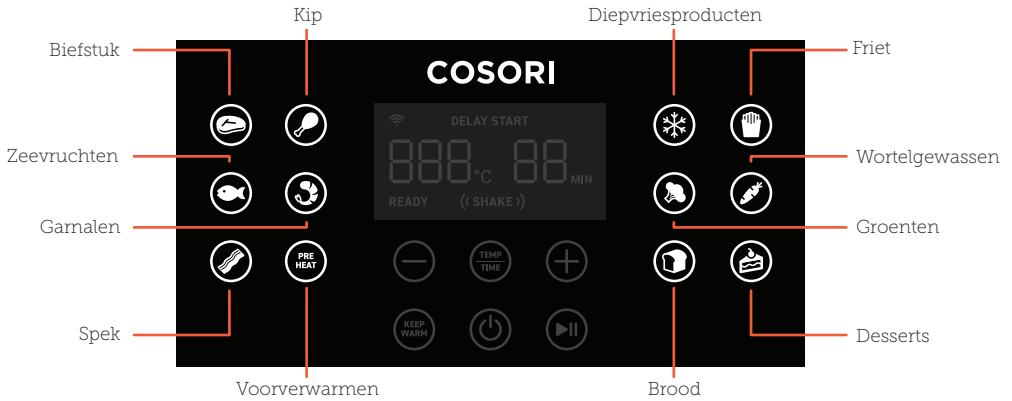 Kip
Diepvriesproducten
Biefstuk
Friet
COSORI
DELAY START
Zeevruchten
888 °C 88 MIN
Wortelgewassen
READY ((SHAKE))
Garnalen
Groenten
PRE
HEAT
TEMP
TIME
KEEP
WARM
Spek
Desserts
Voorverwarmen
Brood